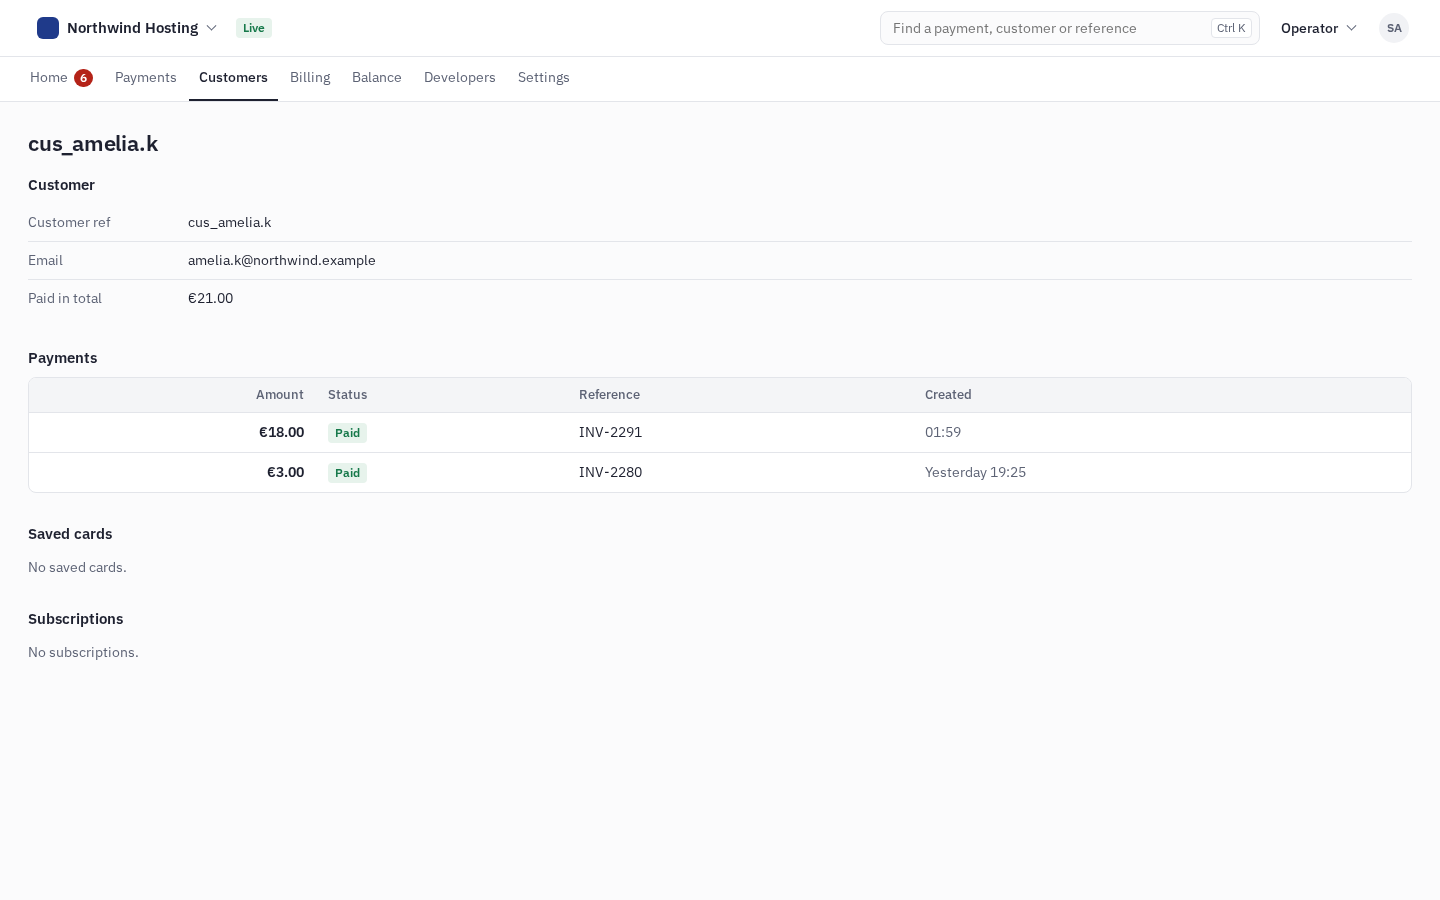 Northwind Hosting Live Find a payment, customer or reference Ctrl K Operator SA
Home 6 Payments Customers Billing Balance Developers Settings
cus_amelia.k
Customer
Customer ref cus_amelia.k
Email amelia.k@northwind.example
Paid in total €21.00
Payments
Amount Status Reference Created
€18.00 Paid INV-2291 01:59
€3.00 Paid INV-2280 Yesterday 19:25
Saved cards
No saved cards.
Subscriptions
No subscriptions.